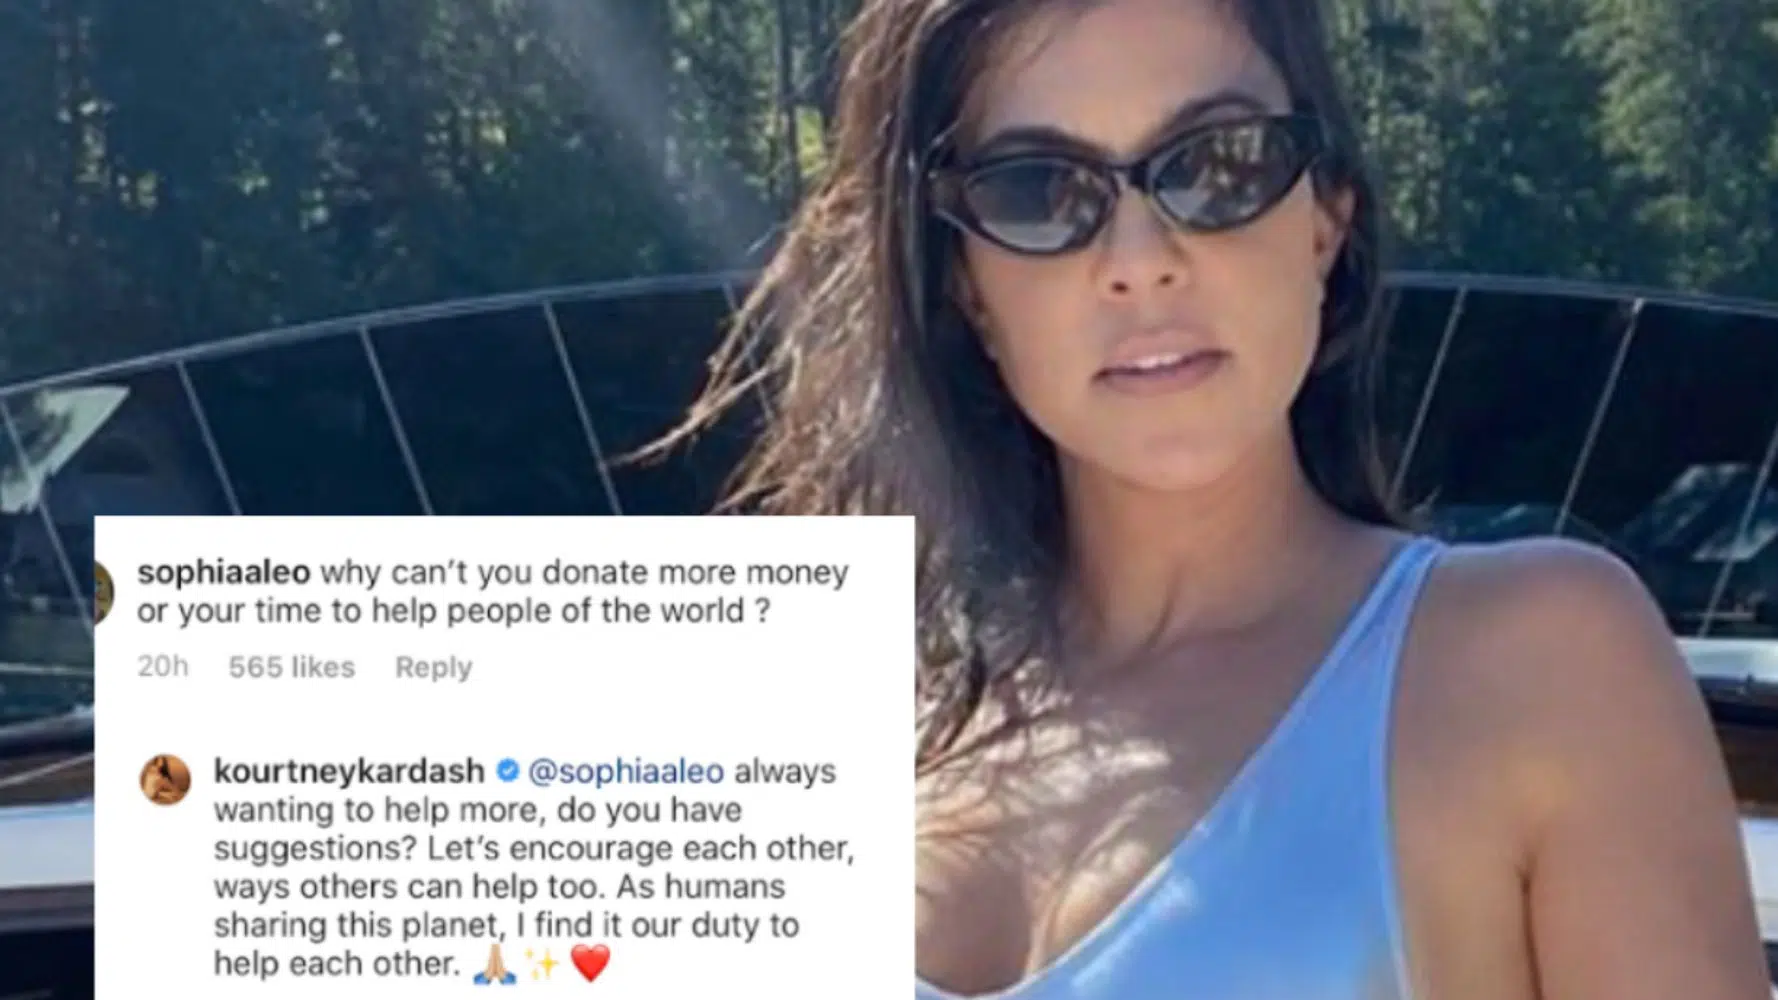 sophiaaleo why can't you donate more money
or your time to help people of the world ?
20h 565 likes Reply
kourtneykardash @sophiaaleo always
wanting to help more, do you have
suggestions? Let's encourage each other,
ways others can help too. As humans
sharing this planet, I find it our duty to
help each other. 🙏🏼✨❤️